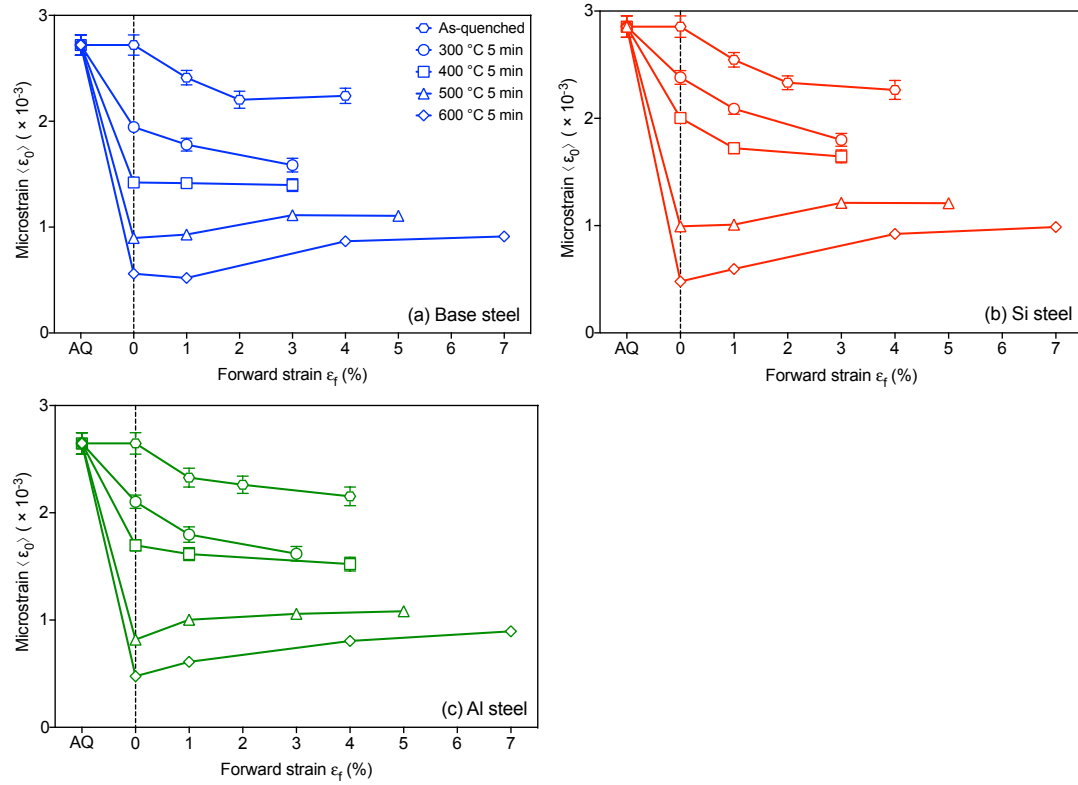 3
2
1
0
Microstrain ⟨ε₀⟩ ( × 10⁻³)
As-quenched
300 °C 5 min
400 °C 5 min
500 °C 5 min
600 °C 5 min
(a) Base steel
AQ 0 1 2 3 4 5 6 7
Forward strain εf (%)
3
2
1
0
Microstrain ⟨ε₀⟩ ( × 10⁻³)
(b) Si steel
AQ 0 1 2 3 4 5 6 7
Forward strain εf (%)
3
2
1
0
Microstrain ⟨ε₀⟩ ( × 10⁻³)
(c) Al steel
AQ 0 1 2 3 4 5 6 7
Forward strain εf (%)